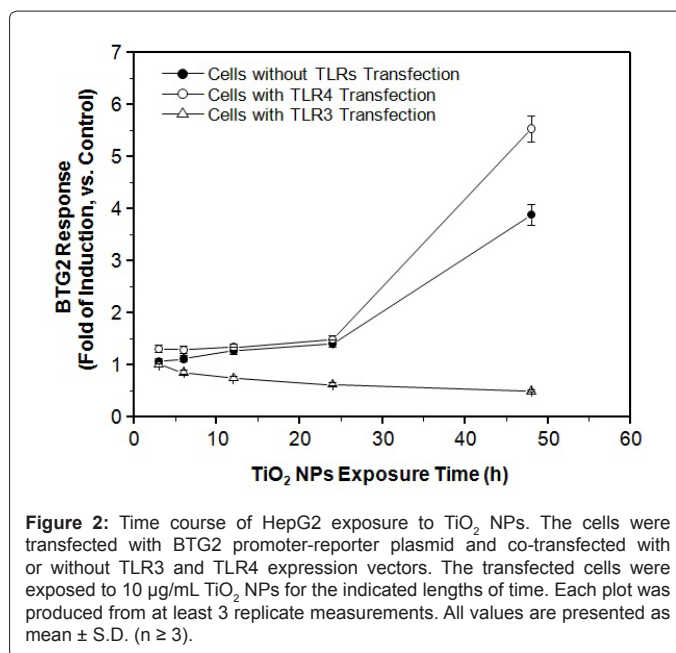 7
6
5
4
3
2
1
0
Cells without TLRs Transfection
Cells with TLR4 Transfection
Cells with TLR3 Transfection
BTG2 Response
(Fold of Induction, vs. Control)
0 10 20 30 40 50 60
TiO₂ NPs Exposure Time (h)
Figure 2: Time course of HepG2 exposure to TiO₂ NPs. The cells were
transfected with BTG2 promoter-reporter plasmid and co-transfected with
or without TLR3 and TLR4 expression vectors. The transfected cells were
exposed to 10 µg/mL TiO₂ NPs for the indicated lengths of time. Each plot was
produced from at least 3 replicate measurements. All values are presented as
mean ± S.D. (n ≥ 3).